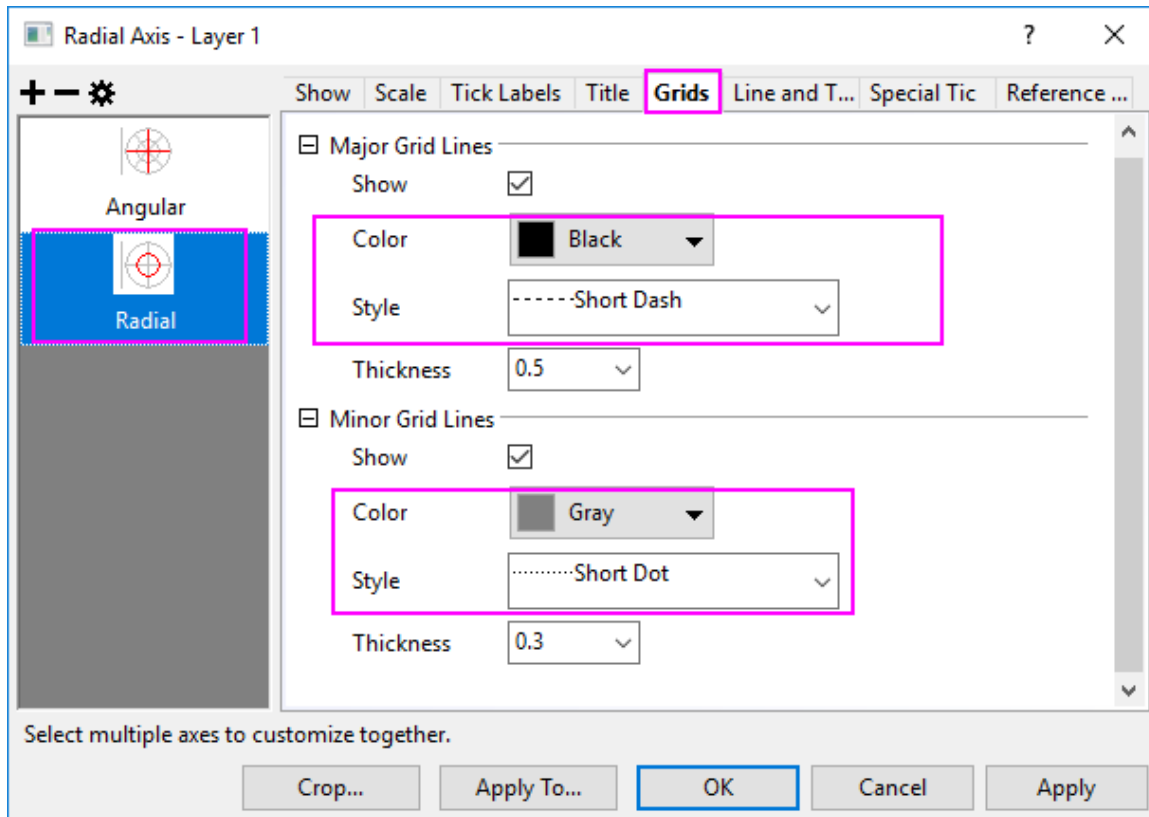 Radial Axis - Layer 1
Show Scale Tick Labels Title Grids Line and T... Special Tic Reference ...
Angular
Radial
Major Grid Lines
Show
Color Black
Style Short Dash
Thickness 0.5
Minor Grid Lines
Show
Color Gray
Style Short Dot
Thickness 0.3
Select multiple axes to customize together.
Crop... Apply To... OK Cancel Apply